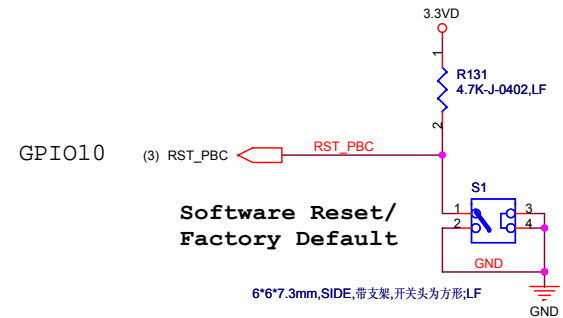 3.3VD
1
R131
4.7K-J-0402,LF
2
GPIO10 (3) RST_PBC RST_PBC
S1
1 3
2 4
Software Reset/
Factory Default
GND
6*6*7.3mm,SIDE,带支架,开关头为方形;LF
GND